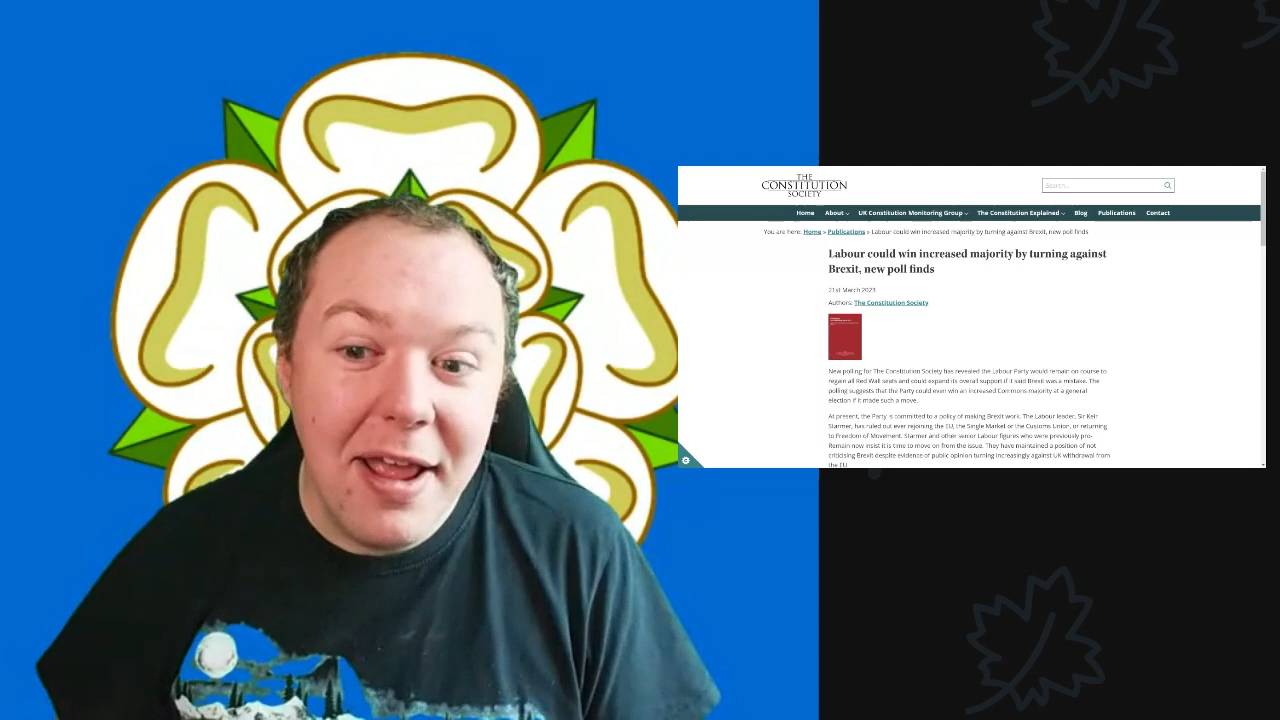 THE
CONSTITUTION
SOCIETY
Search...
Home About UK Constitution Monitoring Group The Constitution Explained Blog Publications Contact
You are here: Home » Publications » Labour could win increased majority by turning against Brexit, new poll finds
Labour could win increased majority by turning against
Brexit, new poll finds
21st March 2023
Authors: The Constitution Society
New polling for The Constitution Society has revealed the Labour Party would remain on course to
regain all Red Wall seats and could expand its overall support if it said Brexit was a mistake. The
polling suggests that the Party could even win an increased Commons majority at a general
election if it made such a move.
At present, the Party is committed to a policy of making Brexit work. The Labour leader, Sir Keir
Starmer, has ruled out ever rejoining the EU, the Single Market or the Customs Union, or returning
to Freedom of Movement. Starmer and other senior Labour figures who were previously pro-
Remain now insist it is time to move on from the issue. They have maintained a position of not
criticising Brexit despite evidence of public opinion turning increasingly against UK withdrawal from
the EU